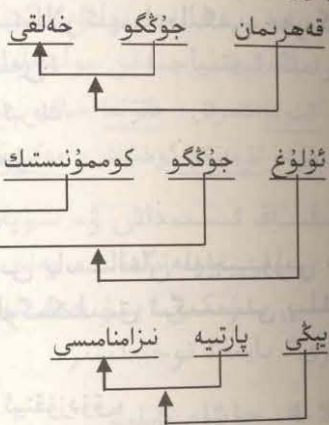 قەھرىمان جۇڭگو خەلقى
ئۇلۇغ جۇڭگو كوممۇنىستىك
يېڭى پارتىيە نىزامنامىسى